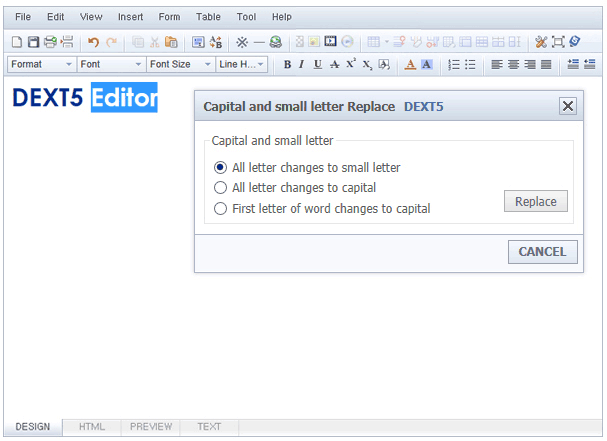 File Edit View Insert Form Table Tool Help
Format Font Font Size Line H... B I U A X² X₂ A A A
DEXT5 Editor
Capital and small letter Replace DEXT5
Capital and small letter
All letter changes to small letter
All letter changes to capital
First letter of word changes to capital
Replace
CANCEL
DESIGN HTML PREVIEW TEXT